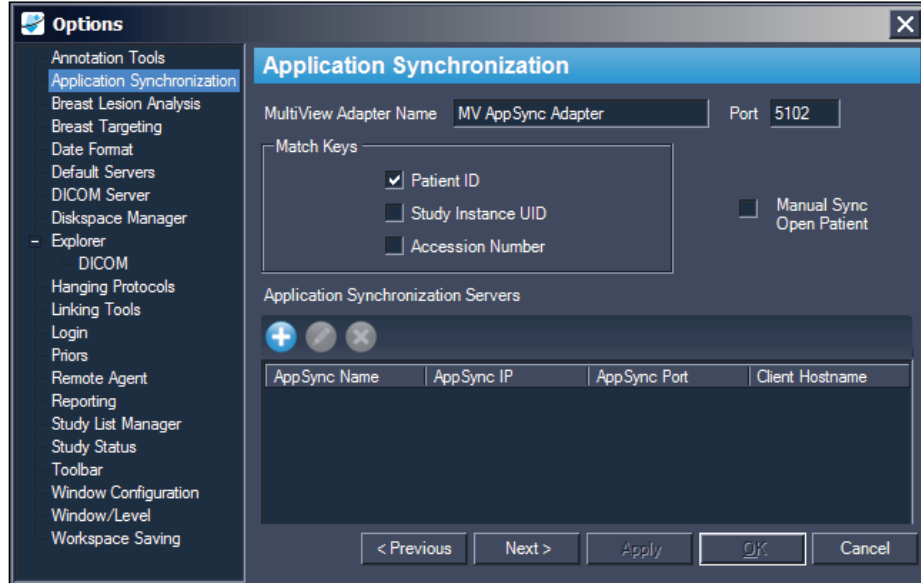 Options
Annotation Tools
Application Synchronization
Breast Lesion Analysis
Breast Targeting
Date Format
Default Servers
DICOM Server
Diskspace Manager
Explorer
DICOM
Hanging Protocols
Linking Tools
Login
Priors
Remote Agent
Reporting
Study List Manager
Study Status
Toolbar
Window Configuration
Window/Level
Workspace Saving
Application Synchronization
MultiView Adapter Name MV AppSync Adapter Port 5102
Match Keys
Patient ID
Study Instance UID
Accession Number
Manual Sync
Open Patient
Application Synchronization Servers
AppSync Name AppSync IP AppSync Port Client Hostname
< Previous Next > Apply OK Cancel